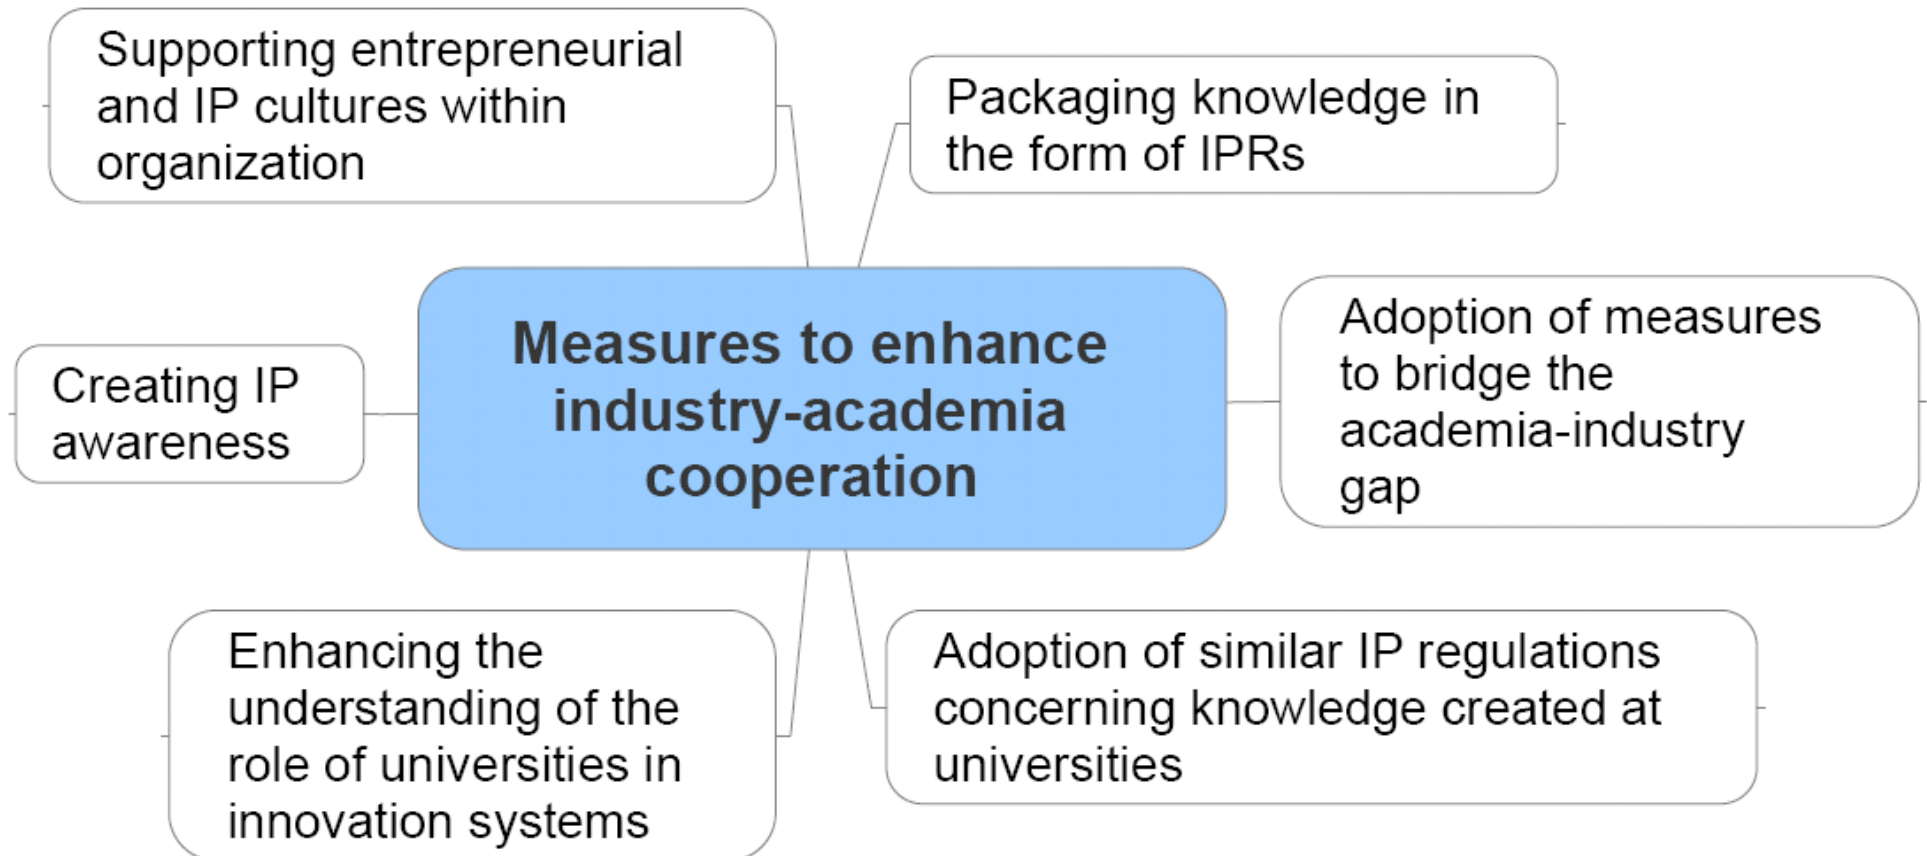 Supporting entrepreneurial
and IP cultures within
organization
Packaging knowledge in
the form of IPRs
Measures to enhance
industry-academia
cooperation
Adoption of measures
to bridge the
academia-industry
gap
Creating IP
awareness
Enhancing the
understanding of the
role of universities in
innovation systems
Adoption of similar IP regulations
concerning knowledge created at
universities